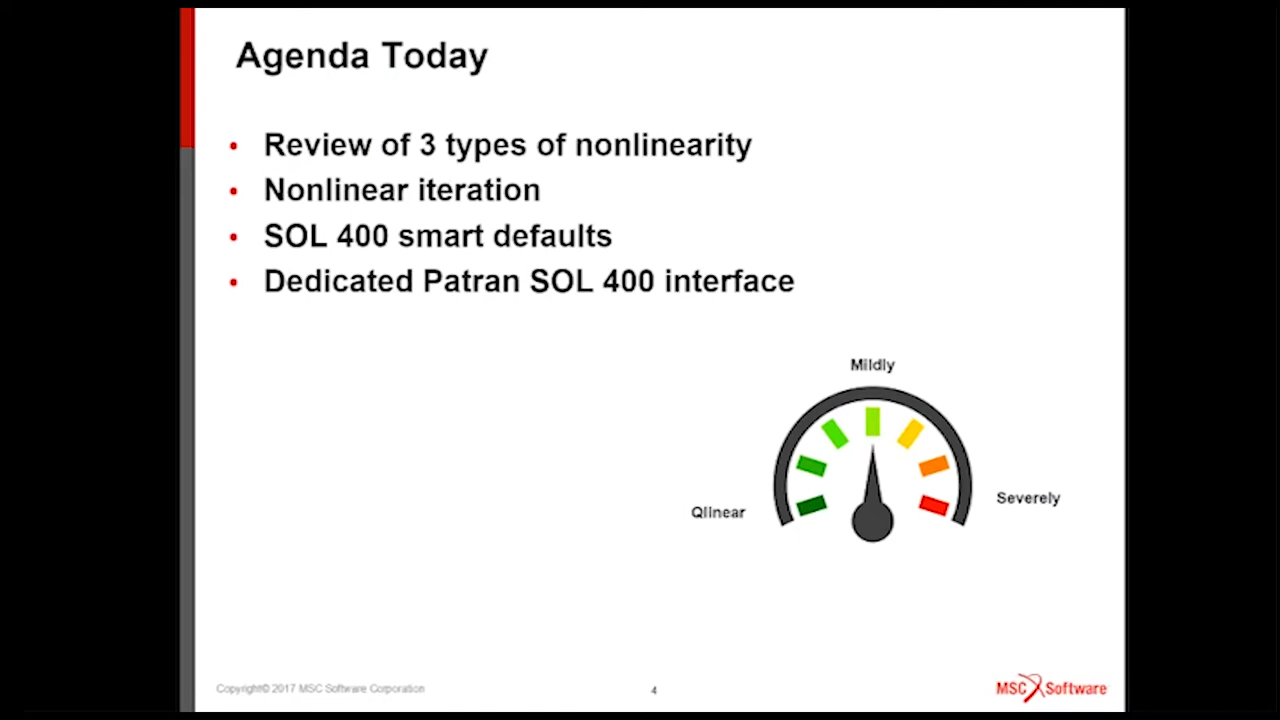 Agenda Today
• Review of 3 types of nonlinearity
• Nonlinear iteration
• SOL 400 smart defaults
• Dedicated Patran SOL 400 interface
Mildly
Qlinear
Severely
Copyright© 2017 MSC Software Corporation
4
MSC Software